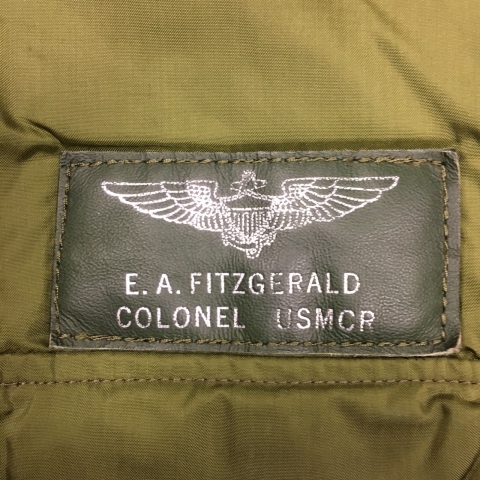 E. A. FITZGERALD
COLONEL USMCR